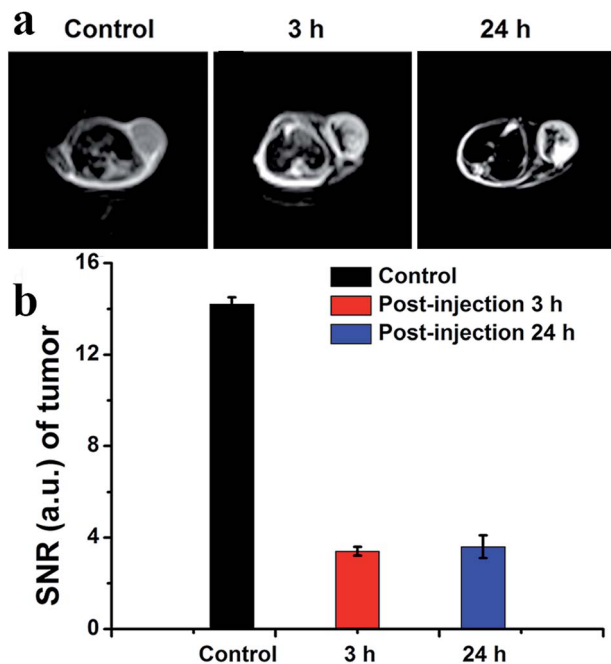 a
Control 3 h 24 h
b
SNR (a.u.) of tumor
16
12
8
4
0
Control
Post-injection 3 h
Post-injection 24 h
Control 3 h 24 h